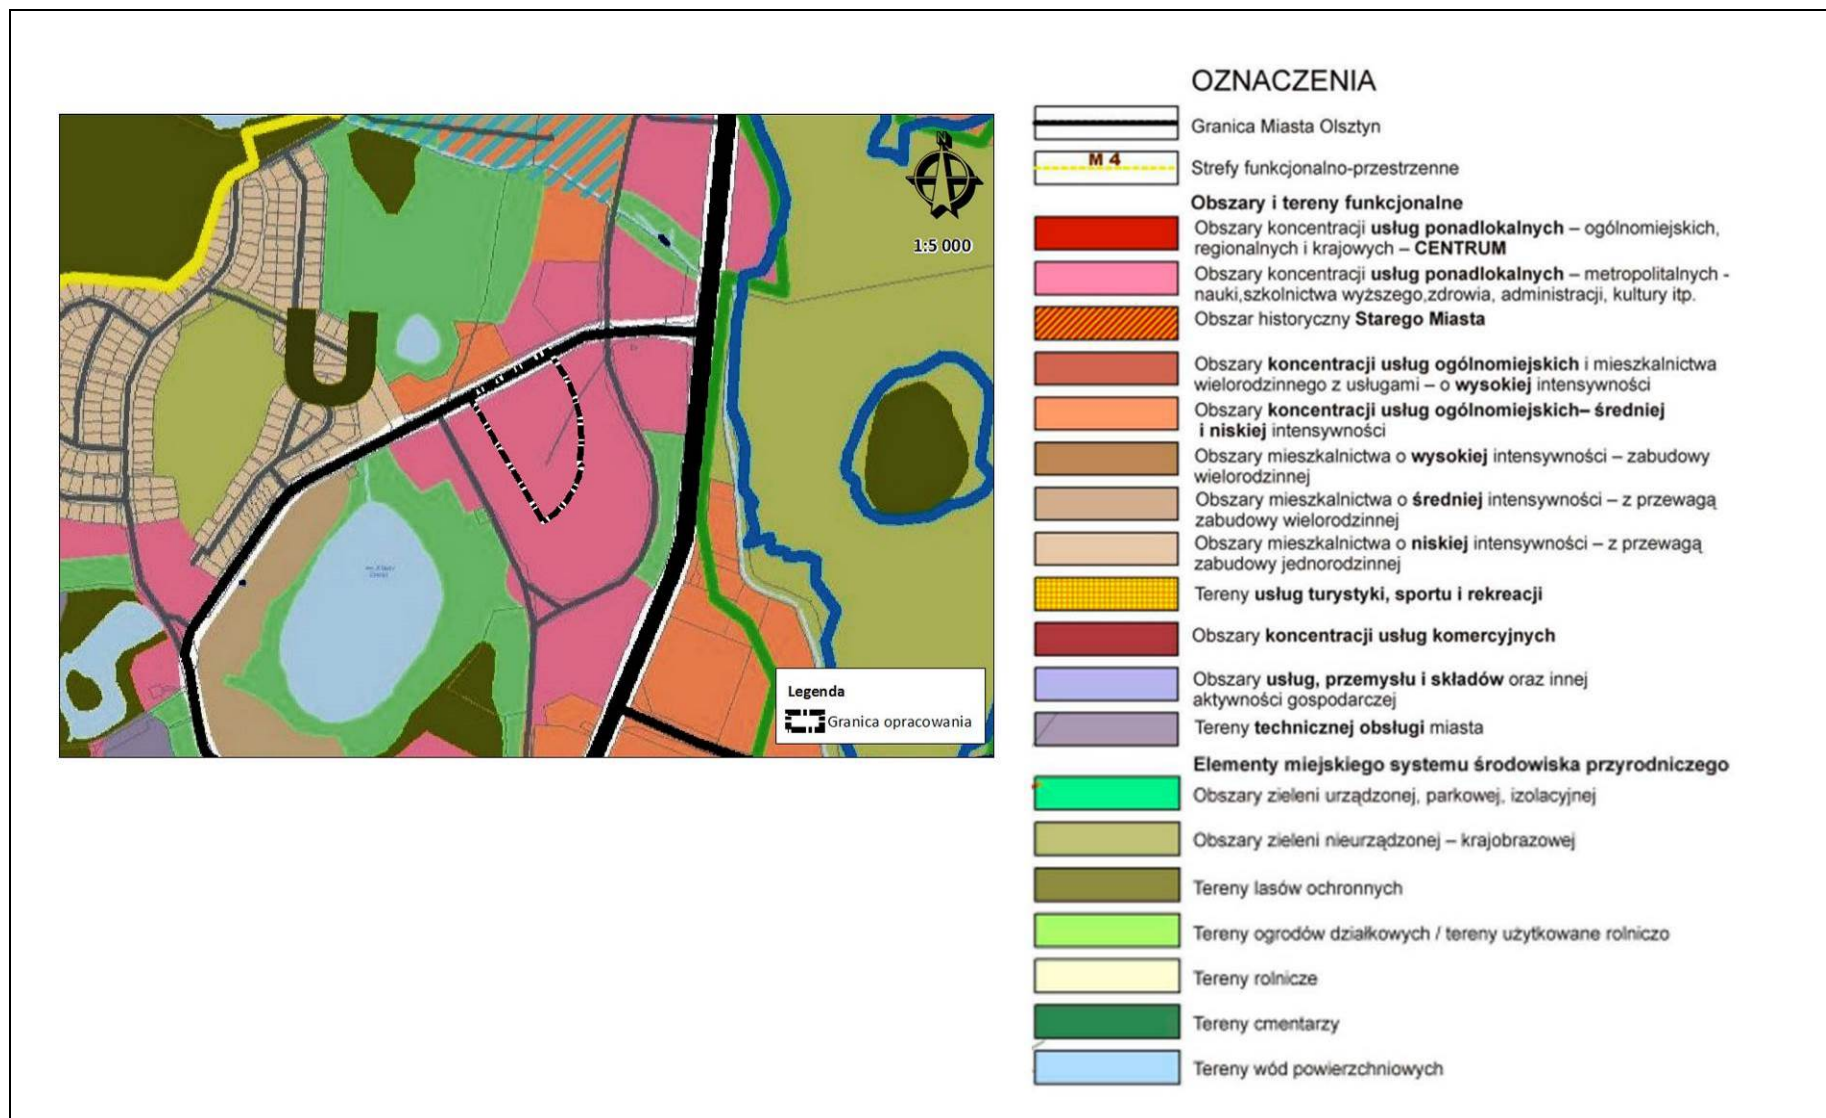 OZNACZENIA
Granica Miasta Olsztyn
M 4
Strefy funkcjonalno-przestrzenne
Obszary i tereny funkcjonalne
Obszary koncentracji usług ponadlokalnych – ogólnomiejskich,
regionalnych i krajowych – CENTRUM
Obszary koncentracji usług ponadlokalnych – metropolitalnych -
nauki,szkolnictwa wyższego,zdrowia, administracji, kultury itp.
Obszar historyczny Starego Miasta
Obszary koncentracji usług ogólnomiejskich i mieszkalnictwa
wielorodzinnego z usługami – o wysokiej intensywności
Obszary koncentracji usług ogólnomiejskich– średniej
i niskiej intensywności
Obszary mieszkalnictwa o wysokiej intensywności – zabudowy
wielorodzinnej
Obszary mieszkalnictwa o średniej intensywności – z przewagą
zabudowy wielorodzinnej
Obszary mieszkalnictwa o niskiej intensywności – z przewagą
zabudowy jednorodzinnej
Tereny usług turystyki, sportu i rekreacji
Obszary koncentracji usług komercyjnych
Obszary usług, przemysłu i składów oraz innej
aktywności gospodarczej
Tereny technicznej obsługi miasta
Elementy miejskiego systemu środowiska przyrodniczego
Obszary zieleni urządzonej, parkowej, izolacyjnej
Obszary zieleni nieurządzonej – krajobrazowej
Tereny lasów ochronnych
Tereny ogrodów działkowych / tereny użytkowane rolniczo
Tereny rolnicze
Tereny cmentarzy
Tereny wód powierzchniowych
N
1:5 000
U
Legenda
Granica opracowania